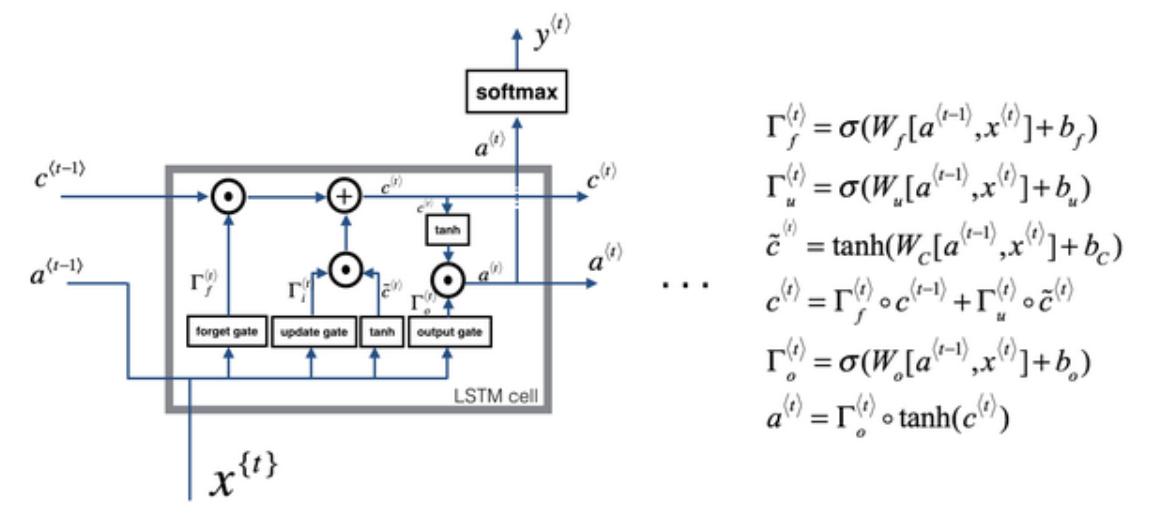 y⟨t⟩
softmax
a⟨t⟩
c⟨t−1⟩
c⟨t⟩
c⟨t⟩
c⟨t⟩
tanh
a⟨t−1⟩
Γf⟨t⟩
Γi⟨t⟩
c̃⟨t⟩
Γo⟨t⟩
a⟨t⟩
a⟨t⟩
forget gate
update gate
tanh
output gate
LSTM cell
x{t}
...
Γf⟨t⟩ = σ(Wf[a⟨t−1⟩, x⟨t⟩] + bf)
Γu⟨t⟩ = σ(Wu[a⟨t−1⟩, x⟨t⟩] + bu)
c̃⟨t⟩ = tanh(WC[a⟨t−1⟩, x⟨t⟩] + bC)
c⟨t⟩ = Γf⟨t⟩ ∘ c⟨t−1⟩ + Γu⟨t⟩ ∘ c̃⟨t⟩
Γo⟨t⟩ = σ(Wo[a⟨t−1⟩, x⟨t⟩] + bo)
a⟨t⟩ = Γo⟨t⟩ ∘ tanh(c⟨t⟩)